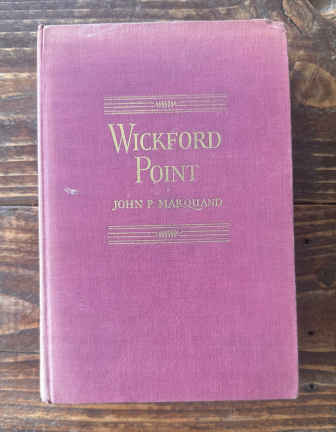 WICKFORD
POINT
JOHN P. MARQUAND